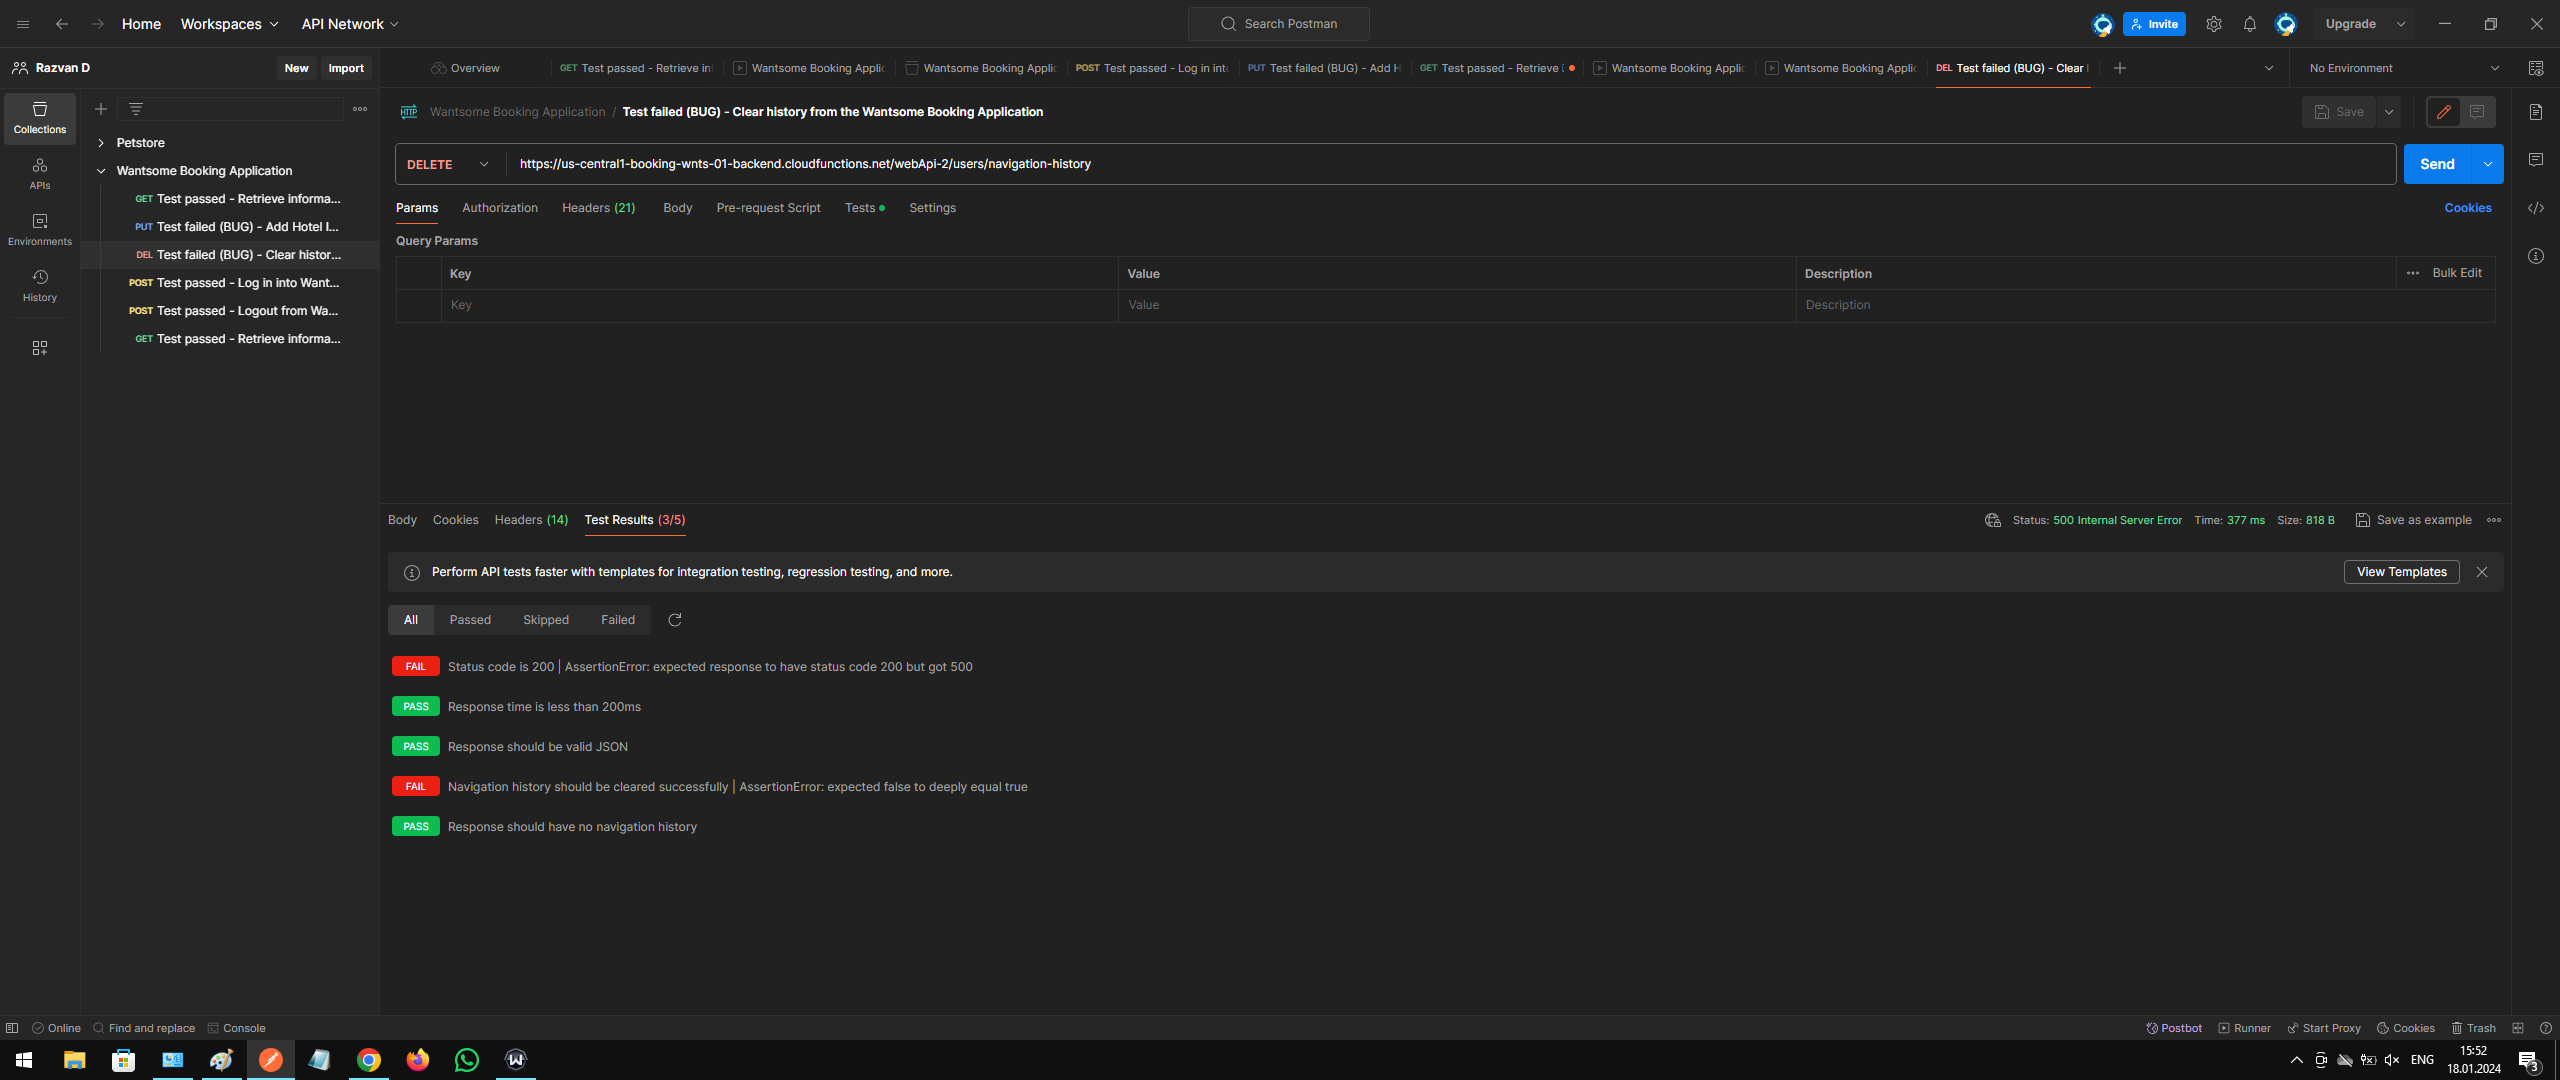 Home Workspaces API Network Search Postman Invite Upgrade
Razvan D New Import Overview GET Test passed - Retrieve in Wantsome Booking Applic Wantsome Booking Applic POST Test passed - Log in int PUT Test failed (BUG) - Add H GET Test passed - Retrieve Wantsome Booking Applic Wantsome Booking Applic DEL Test failed (BUG) - Clear No Environment
Collections
APIs
Environments
History
Petstore
Wantsome Booking Application
GET Test passed - Retrieve informa...
PUT Test failed (BUG) - Add Hotel I...
DEL Test failed (BUG) - Clear histor...
POST Test passed - Log in into Want...
POST Test passed - Logout from Wa...
GET Test passed - Retrieve informa...
HTTP Wantsome Booking Application / Test failed (BUG) - Clear history from the Wantsome Booking Application Save
DELETE https://us-central1-booking-wnts-01-backend.cloudfunctions.net/webApi-2/users/navigation-history Send
Params Authorization Headers (21) Body Pre-request Script Tests Settings Cookies
Query Params
Key Value Description Bulk Edit
Key Value Description
Body Cookies Headers (14) Test Results (3/5) Status: 500 Internal Server Error Time: 377 ms Size: 818 B Save as example
Perform API tests faster with templates for integration testing, regression testing, and more. View Templates
All Passed Skipped Failed
FAIL Status code is 200 | AssertionError: expected response to have status code 200 but got 500
PASS Response time is less than 200ms
PASS Response should be valid JSON
FAIL Navigation history should be cleared successfully | AssertionError: expected false to deeply equal true
PASS Response should have no navigation history
Online Find and replace Console Postbot Runner Start Proxy Cookies Trash
ENG 15:52
18.01.2024 3